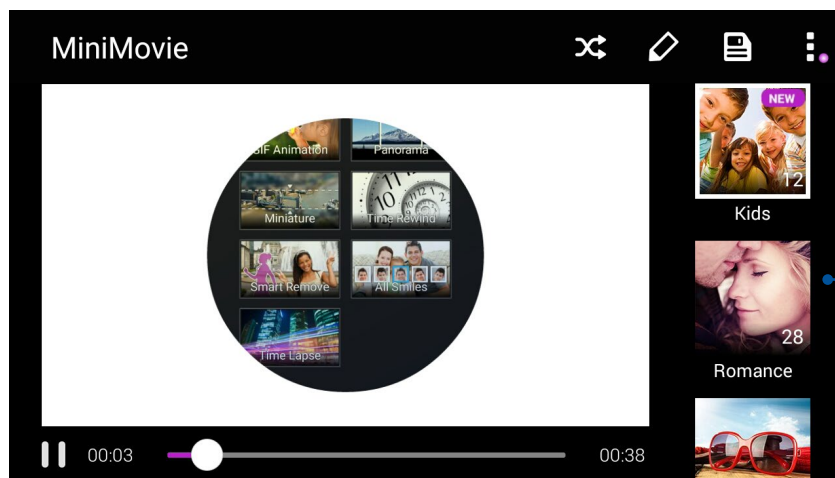 MiniMovie
GIF Animation
Panorama
Miniature
Time Rewind
Smart Remove
All Smiles
Time Lapse
00:03
00:38
NEW
12
Kids
28
Romance